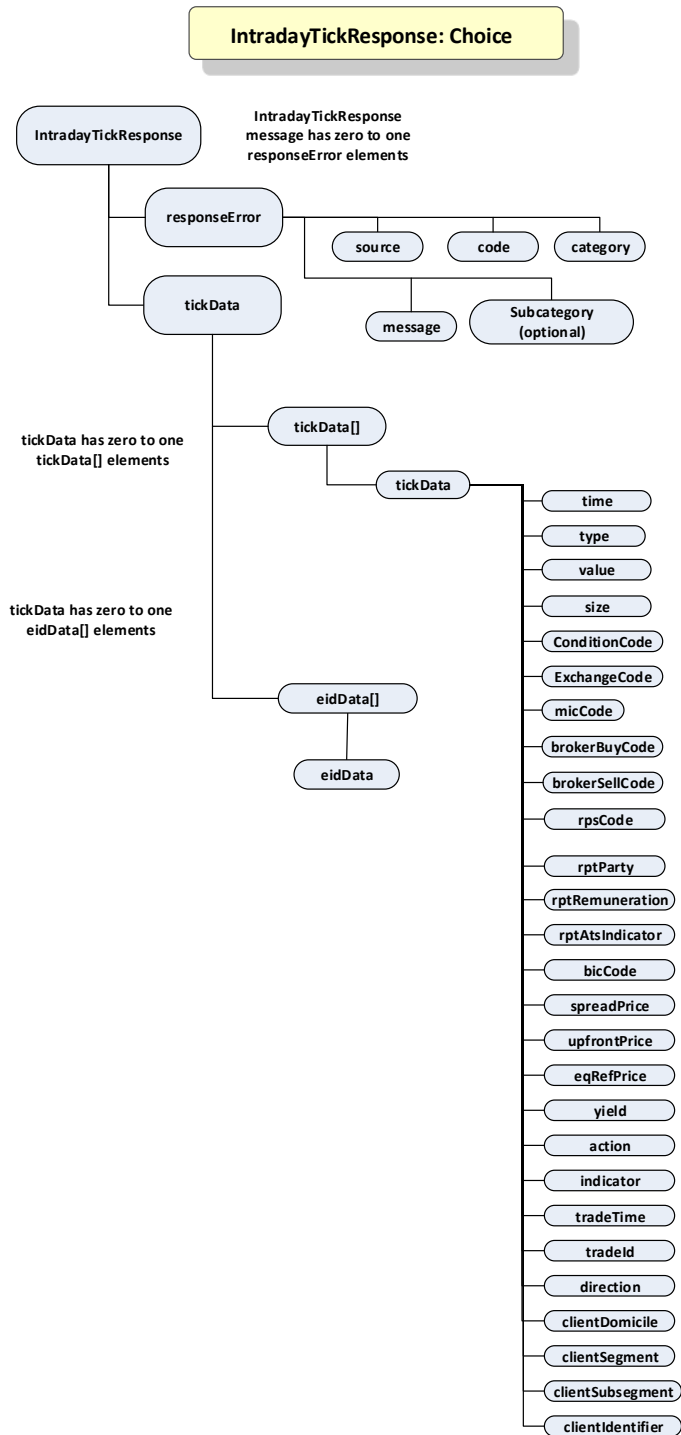 IntradayTickResponse: Choice
IntradayTickResponse
IntradayTickResponse
message has zero to one
responseError elements
responseError
source
code
category
tickData
message
Subcategory
(optional)
tickData has zero to one
tickData[] elements
tickData[]
tickData
time
type
value
size
tickData has zero to one
eidData[] elements
ConditionCode
ExchangeCode
eidData[]
micCode
brokerBuyCode
eidData
brokerSellCode
rpsCode
rptParty
rptRemuneration
rptAtsIndicator
bicCode
spreadPrice
upfrontPrice
eqRefPrice
yield
action
indicator
tradeTime
tradeId
direction
clientDomicile
clientSegment
clientSubsegment
clientIdentifier